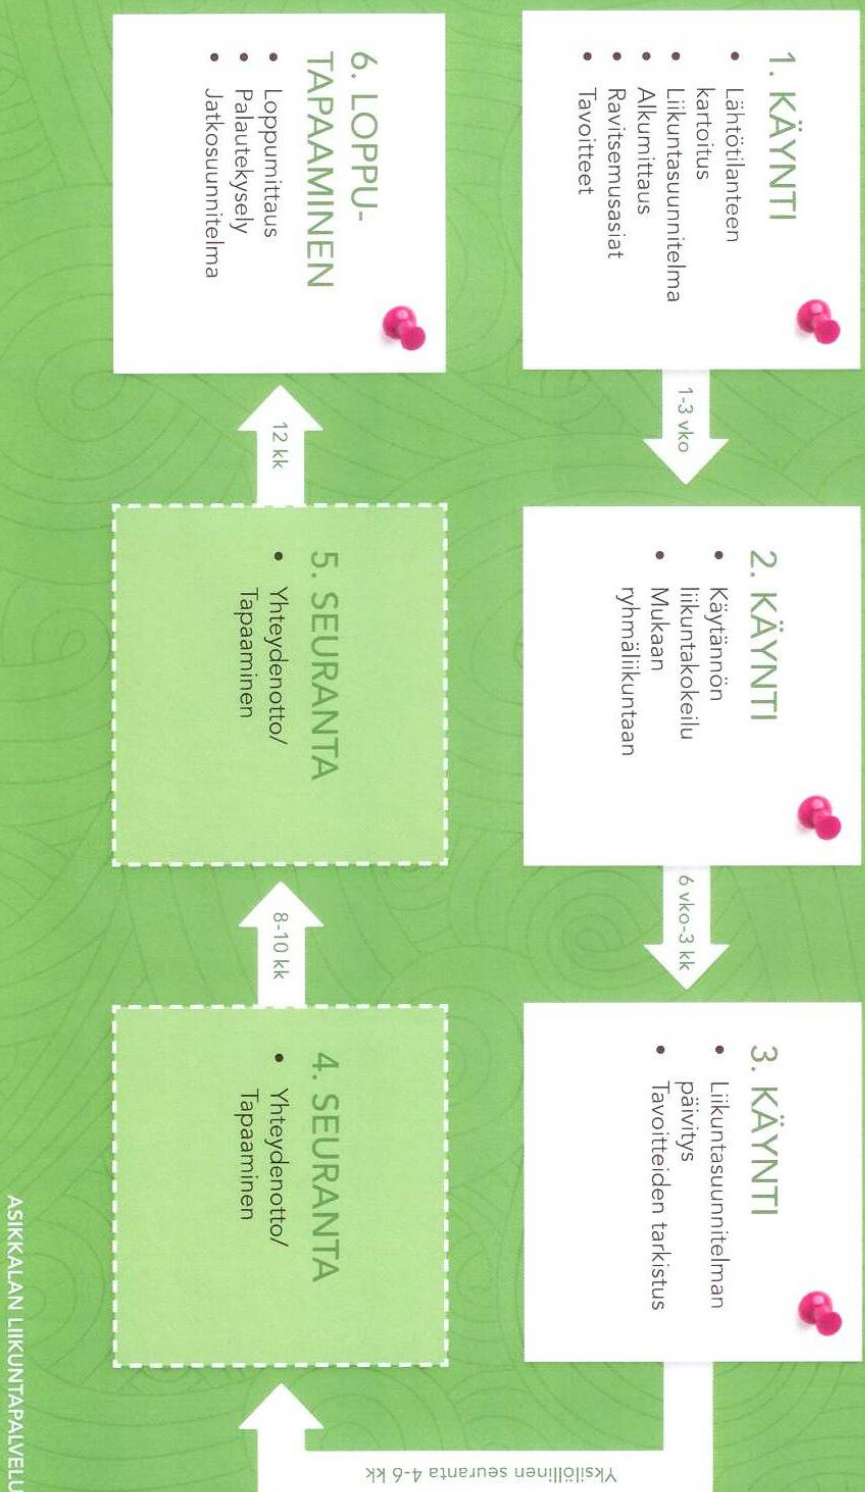 1. KÄYNTI
• Lähtötilanteen
kartoitus
• Liikuntasuunnitelma
• Alkumittaus
• Ravitsemusasiat
• Tavoitteet
1-3 vko
2. KÄYNTI
• Käytännön
liikuntakokeilu
• Mukaan
ryhmäliikuntaan
6 vko-3 kk
3. KÄYNTI
• Liikuntasuunnitelman
päivitys
• Tavoitteiden tarkistus
Yksilöllinen seuranta 4-6 kk
4. SEURANTA
• Yhteydenotto/
Tapaaminen
8-10 kk
5. SEURANTA
• Yhteydenotto/
Tapaaminen
12 kk
6. LOPPU-
TAPAAMINEN
• Loppumittaus
• Palautekysely
• Jatkosuunnitelma
ASIKKALAN LIIKUNTAPALVELU